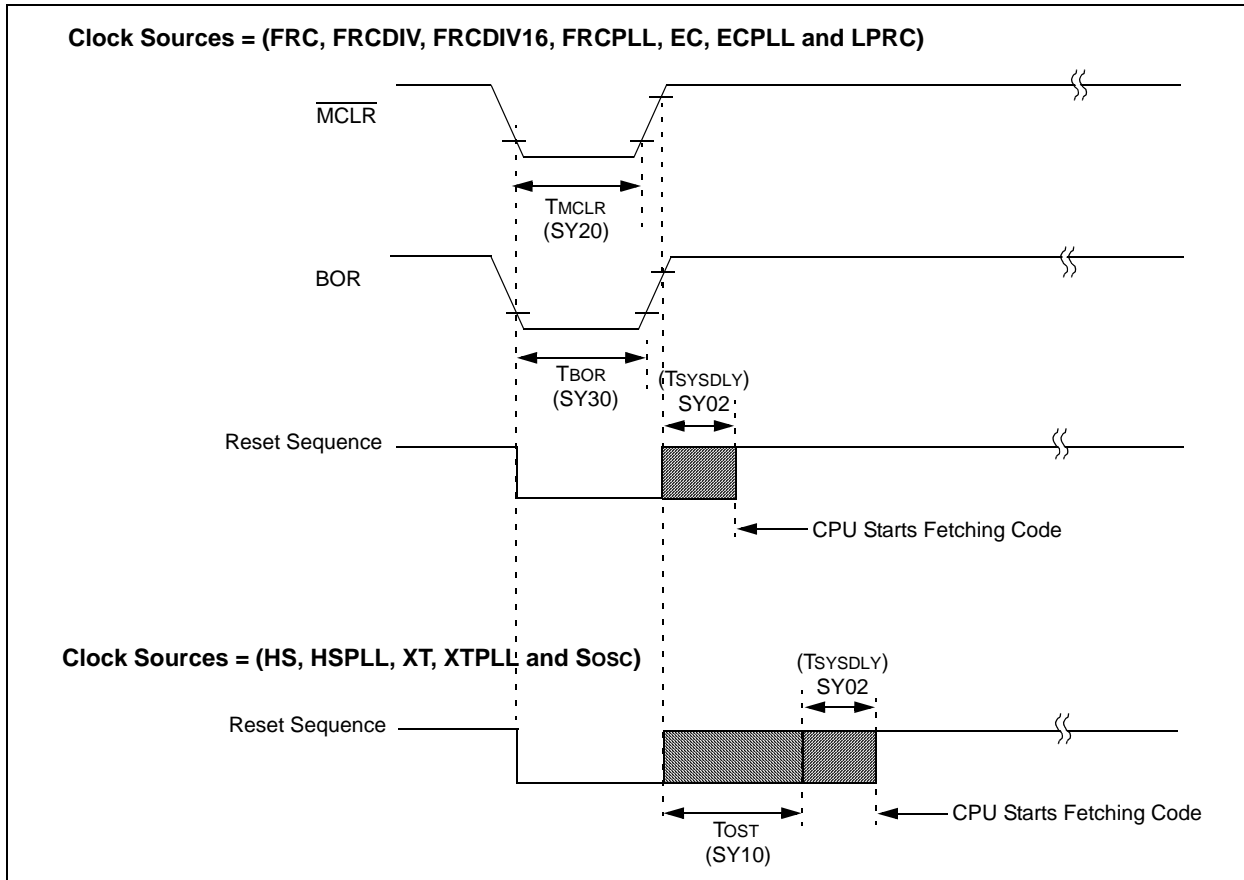 Clock Sources = (FRC, FRCDIV, FRCDIV16, FRCPLL, EC, ECPLL and LPRC)
MCLR
TMCLR
(SY20)
BOR
TBOR
(SY30)
(TSYSDLY)
SY02
Reset Sequence
CPU Starts Fetching Code
Clock Sources = (HS, HSPLL, XT, XTPLL and SOSC)
(TSYSDLY)
SY02
Reset Sequence
CPU Starts Fetching Code
TOST
(SY10)